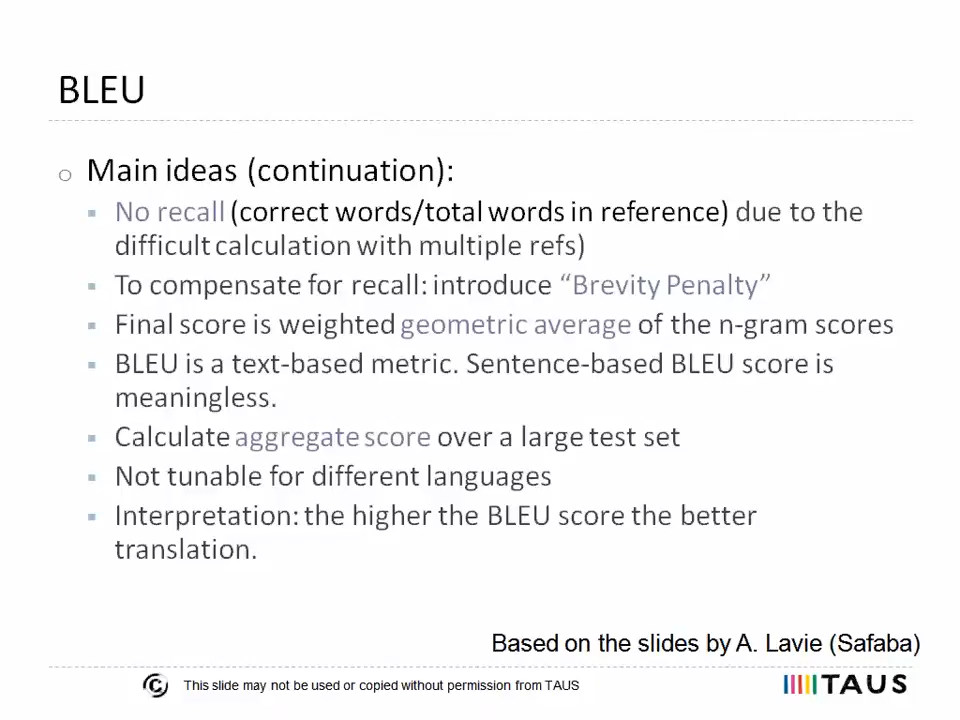 BLEU
Main ideas (continuation):
No recall (correct words/total words in reference) due to the
difficult calculation with multiple refs)
To compensate for recall: introduce “Brevity Penalty”
Final score is weighted geometric average of the n-gram scores
BLEU is a text-based metric. Sentence-based BLEU score is
meaningless.
Calculate aggregate score over a large test set
Not tunable for different languages
Interpretation: the higher the BLEU score the better
translation.
Based on the slides by A. Lavie (Safaba)
This slide may not be used or copied without permission from TAUS
TAUS